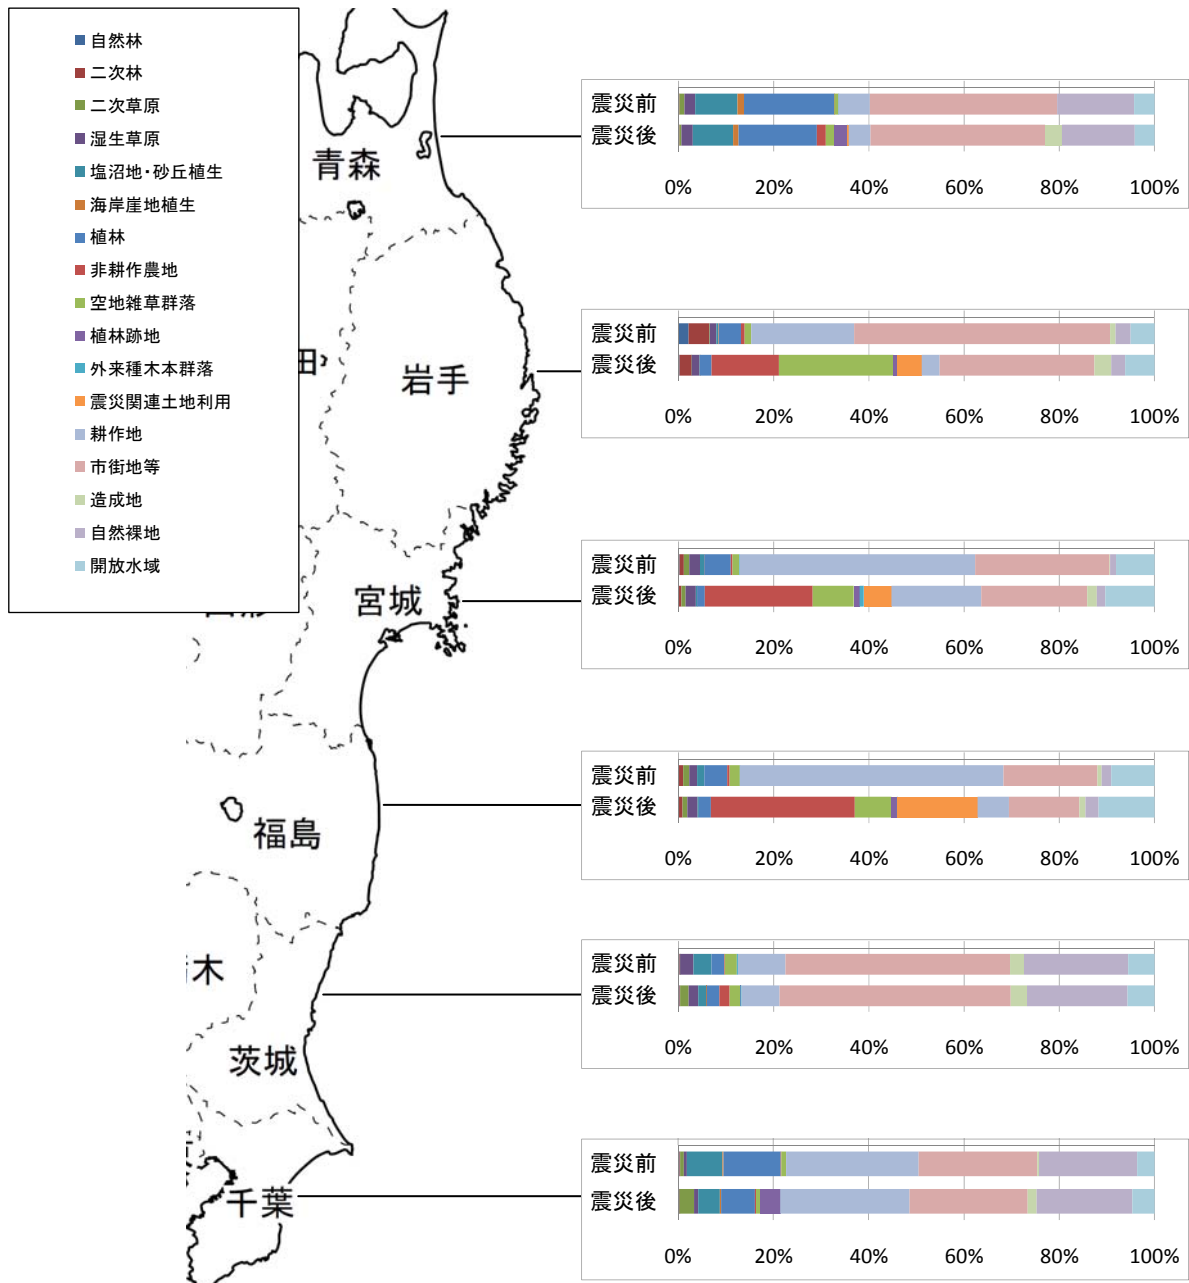 自然林
二次林
二次草原
湿生草原
塩沼地・砂丘植生
海岸崖地植生
植林
非耕作農地
空地雑草群落
植林跡地
外来種木本群落
震災関連土地利用
耕作地
市街地等
造成地
自然裸地
開放水域
青森
田
岩手
宮城
福島
木
茨城
千葉
震災前
震災後
0% 20% 40% 60% 80% 100%
震災前
震災後
0% 20% 40% 60% 80% 100%
震災前
震災後
0% 20% 40% 60% 80% 100%
震災前
震災後
0% 20% 40% 60% 80% 100%
震災前
震災後
0% 20% 40% 60% 80% 100%
震災前
震災後
0% 20% 40% 60% 80% 100%